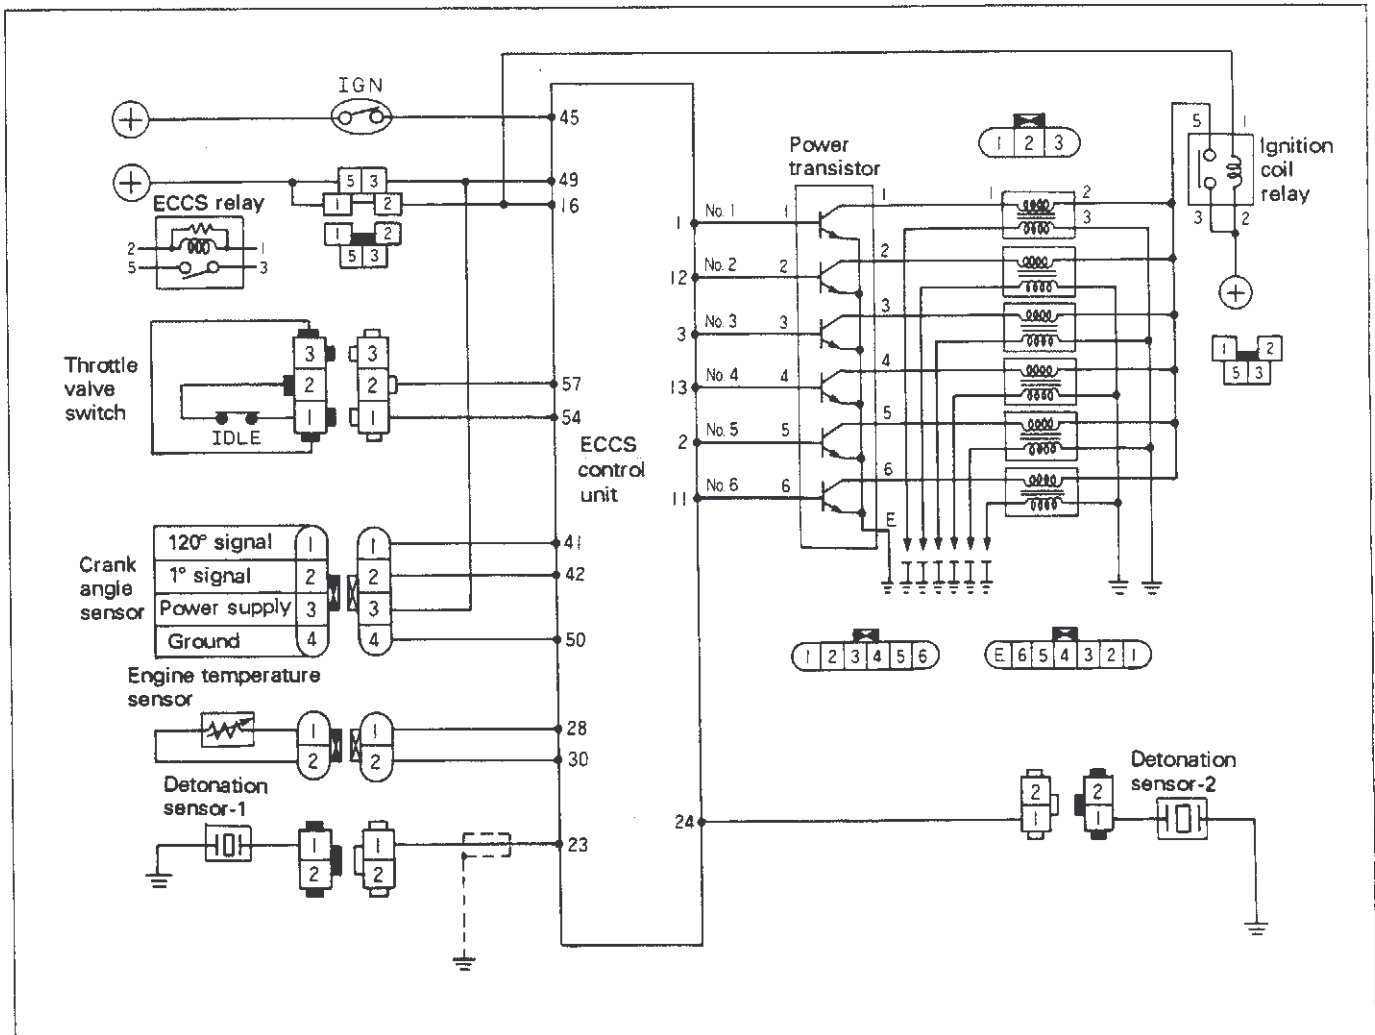 IGN
45
5 3
49
1 2
16
ECCS relay
2 1
5 3
1 2
5 3
Throttle
valve
switch
3 3
2 2
1 1
IDLE
57
54
ECCS
control
unit
Crank
angle
sensor
120° signal 1 1
1° signal 2 2
Power supply 3 3
Ground 4 4
41
42
50
Engine temperature
sensor
1 1
2 2
28
30
Detonation
sensor-1
1 1
2 2
23
Power
transistor
1 No. 1 1 1
12 No. 2 2 2
3 No. 3 3 3
13 No. 4 4 4
2 No. 5 5 5
11 No. 6 6 6
E
1 2 3
1 2
3
5 1
3 2
Ignition
coil
relay
1 2
5 3
1 2 3 4 5 6
E 6 5 4 3 2 1
24
2 2
1 1
Detonation
sensor-2